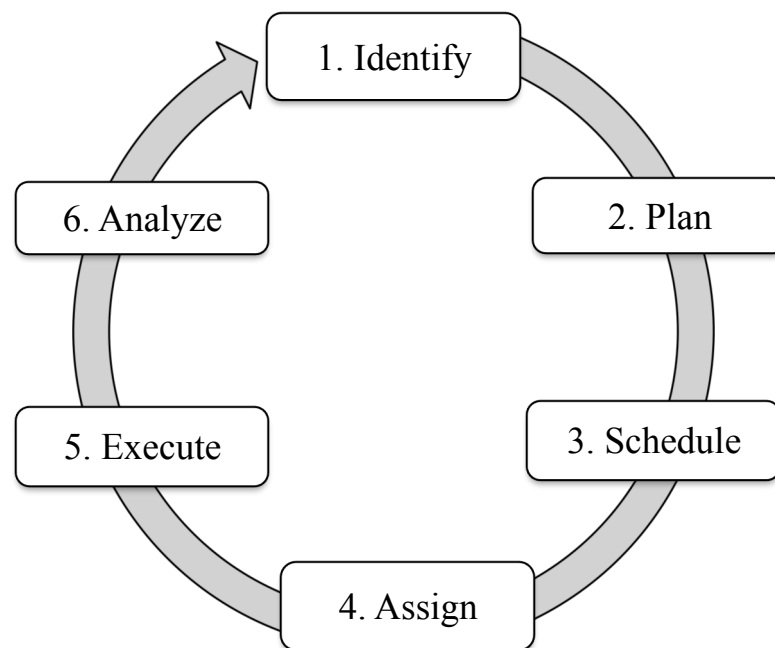 1. Identify
2. Plan
3. Schedule
4. Assign
5. Execute
6. Analyze